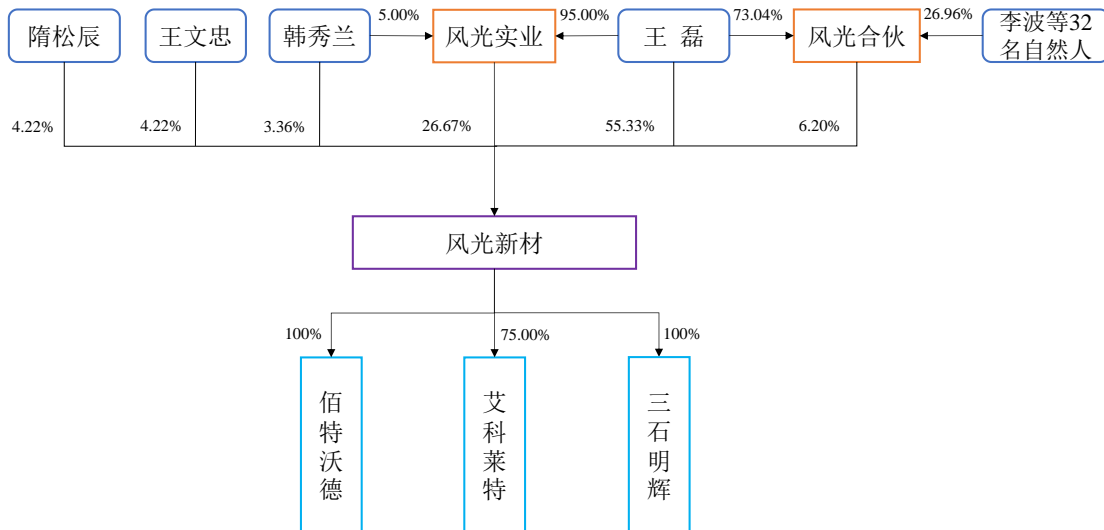 隋松辰
王文忠
韩秀兰
5.00%
风光实业
95.00%
王 磊
73.04%
风光合伙
26.96%
李波等32
名自然人
4.22%
4.22%
3.36%
26.67%
55.33%
6.20%
风光新材
100%
75.00%
100%
佰特沃德
艾科莱特
三石明辉